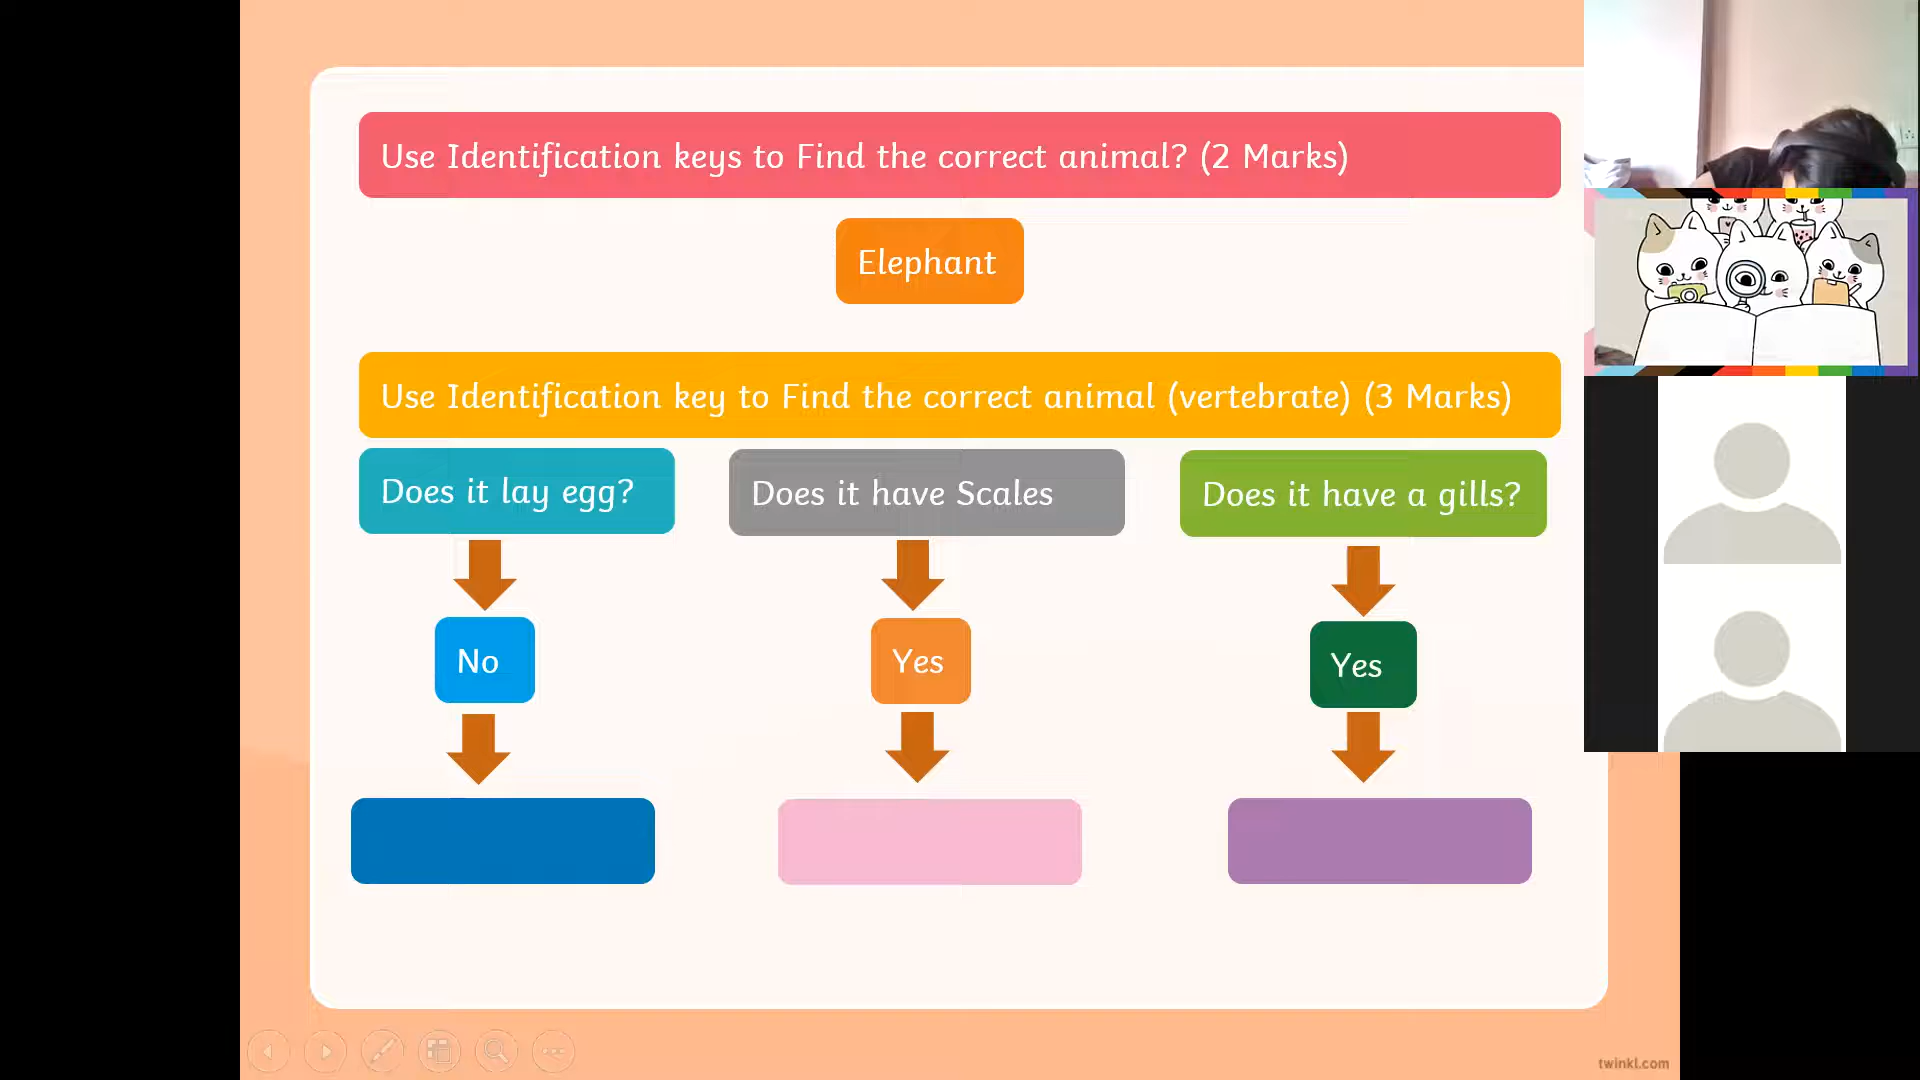 Use Identification keys to Find the correct animal? (2 Marks)
Elephant
Use Identification key to Find the correct animal (vertebrate) (3 Marks)
Does it lay egg?
Does it have Scales
Does it have a gills?
No
Yes
Yes
twinkl.com